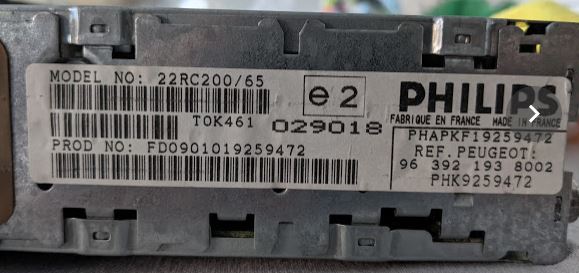 MODEL NO: 22RC200/65
e2
PHILIPS
T0K461
029018
FABRIQUE EN FRANCE MADE IN FRANCE
PHAPKF19259472
PROD NO: FD0901019259472
REF. PEUGEOT:
96 392 193 8002
PHK9259472